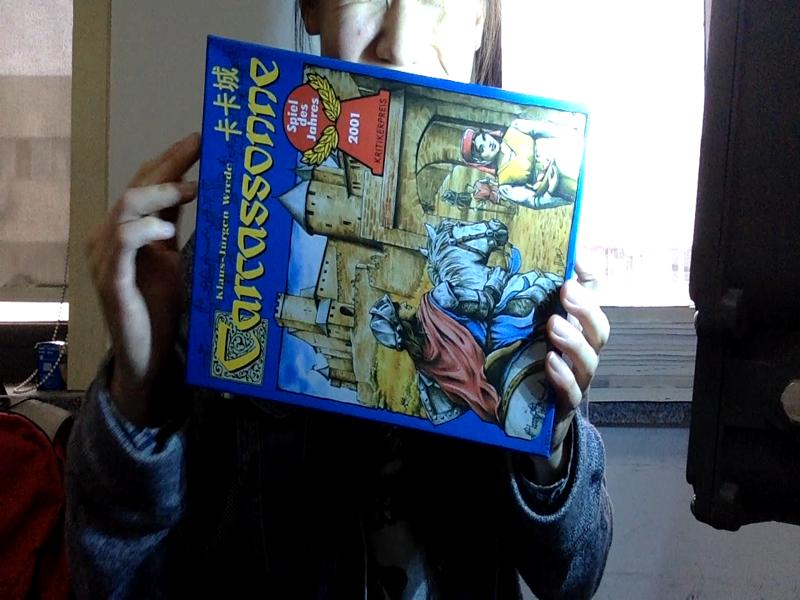 卡卡城
Klaus-Jürgen Wrede
Carcassonne
Spiel
des
Jahres
2001
KRITIKERPREIS